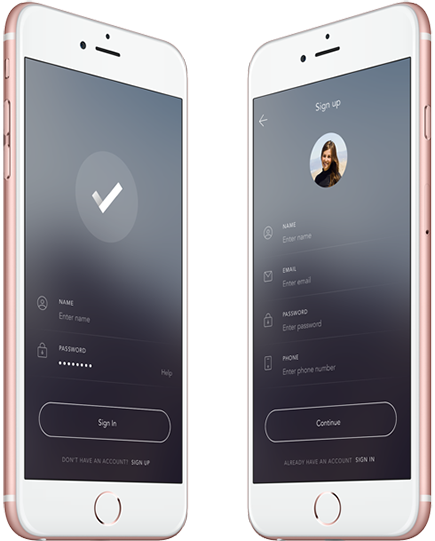 NAME
Enter name
PASSWORD
Help
Sign In
DON'T HAVE AN ACCOUNT! SIGN UP
Sign up
NAME
Enter name
EMAIL
Enter email
PASSWORD
Enter password
PHONE
Enter phone number
Continue
ALREADY HAVE AN ACCOUNT SIGN IN